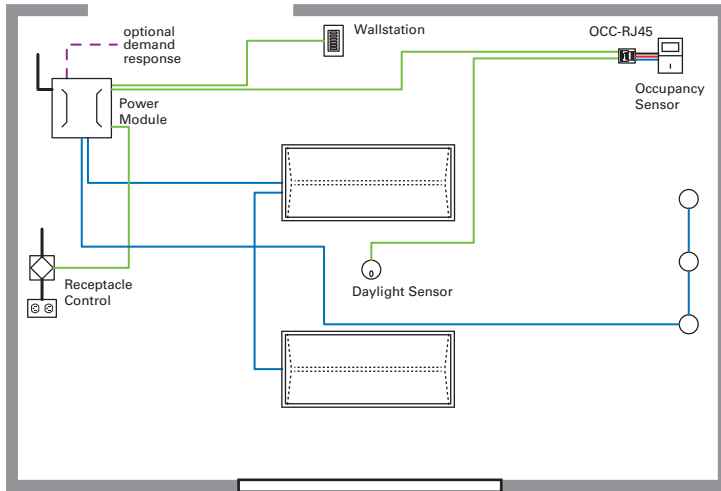 optional
demand
response
Wallstation
OCC-RJ45
Power
Module
Occupancy
Sensor
Receptacle
Control
Daylight Sensor